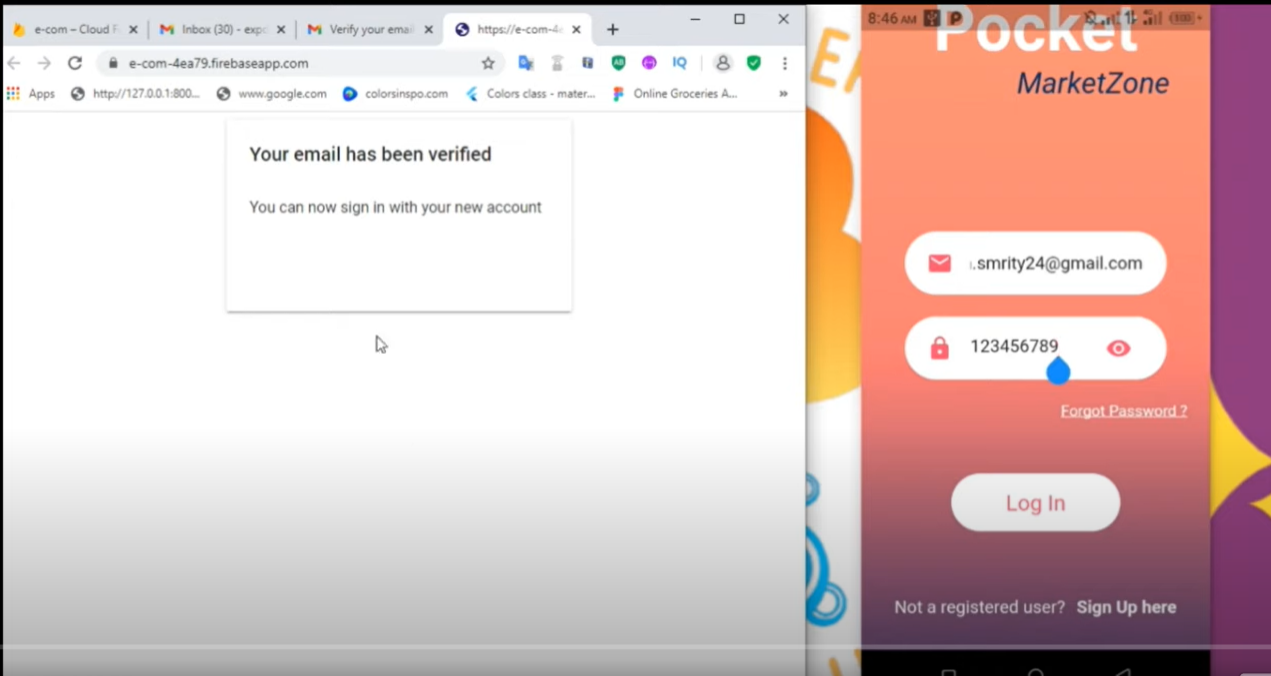 e-com – Cloud F
Inbox (30) - expo
Verify your email
https://e-com-4e
e-com-4ea79.firebaseapp.com
Apps
http://127.0.0.1:800...
www.google.com
colorsinspo.com
Colors class - mater...
Online Groceries A...
»
Your email has been verified
You can now sign in with your new account
8:46 AM
Pocket
MarketZone
.smrity24@gmail.com
123456789
Forgot Password ?
Log In
Not a registered user? Sign Up here